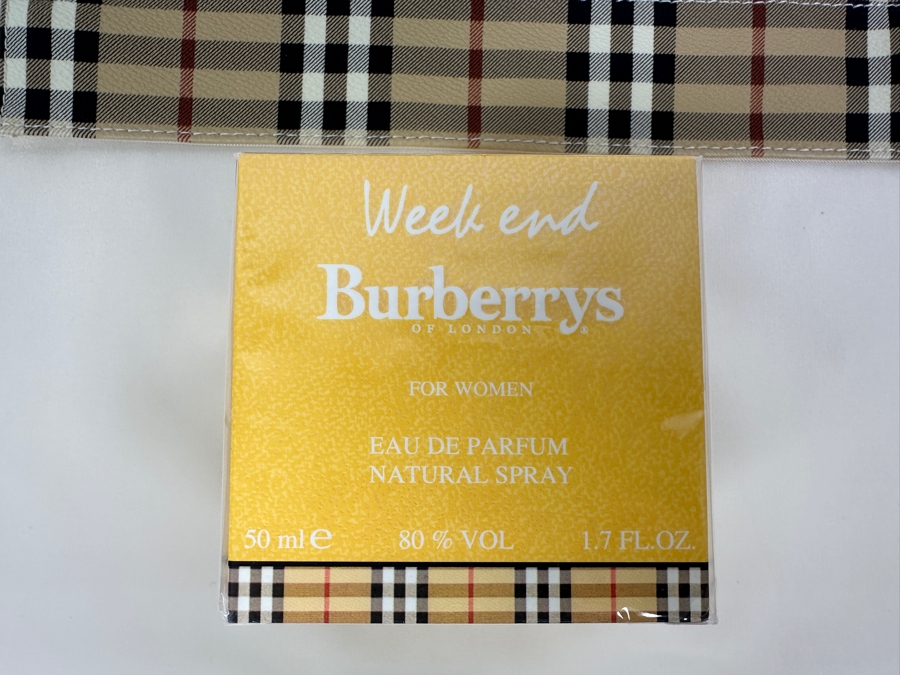 Week end
Burberrys
OF LONDON ®
FOR WOMEN
EAU DE PARFUM
NATURAL SPRAY
50 ml ℮ 80 % VOL 1.7 FL.OZ.